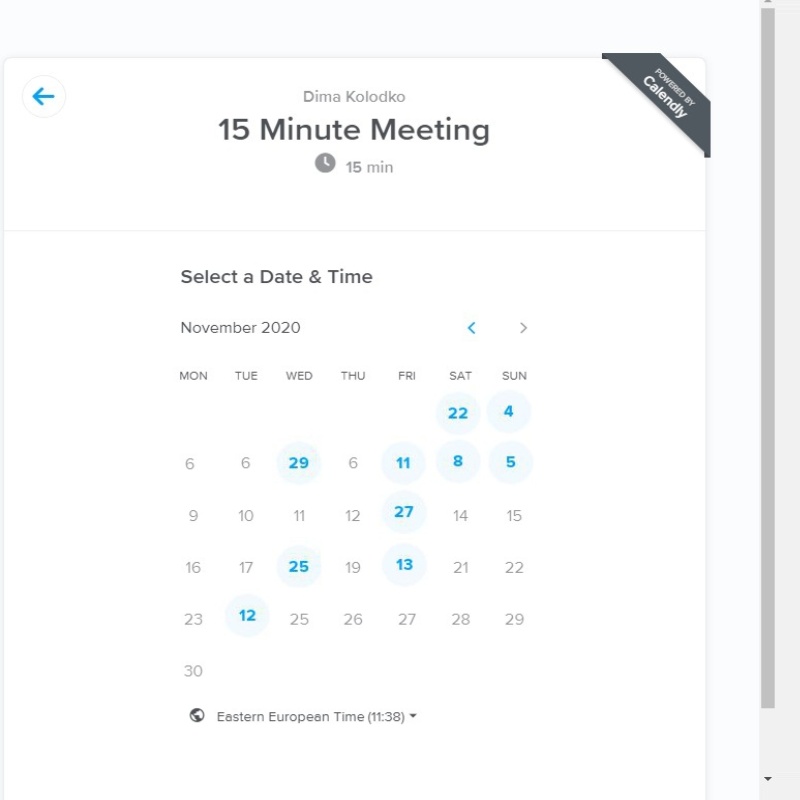 Dima Kolodko
15 Minute Meeting
15 min
POWERED BY
Calendly
Select a Date & Time
November 2020
MON TUE WED THU FRI SAT SUN
22 4
6 6 29 6 11 8 5
9 10 11 12 27 14 15
16 17 25 19 13 21 22
23 12 25 26 27 28 29
30
Eastern European Time (11:38)